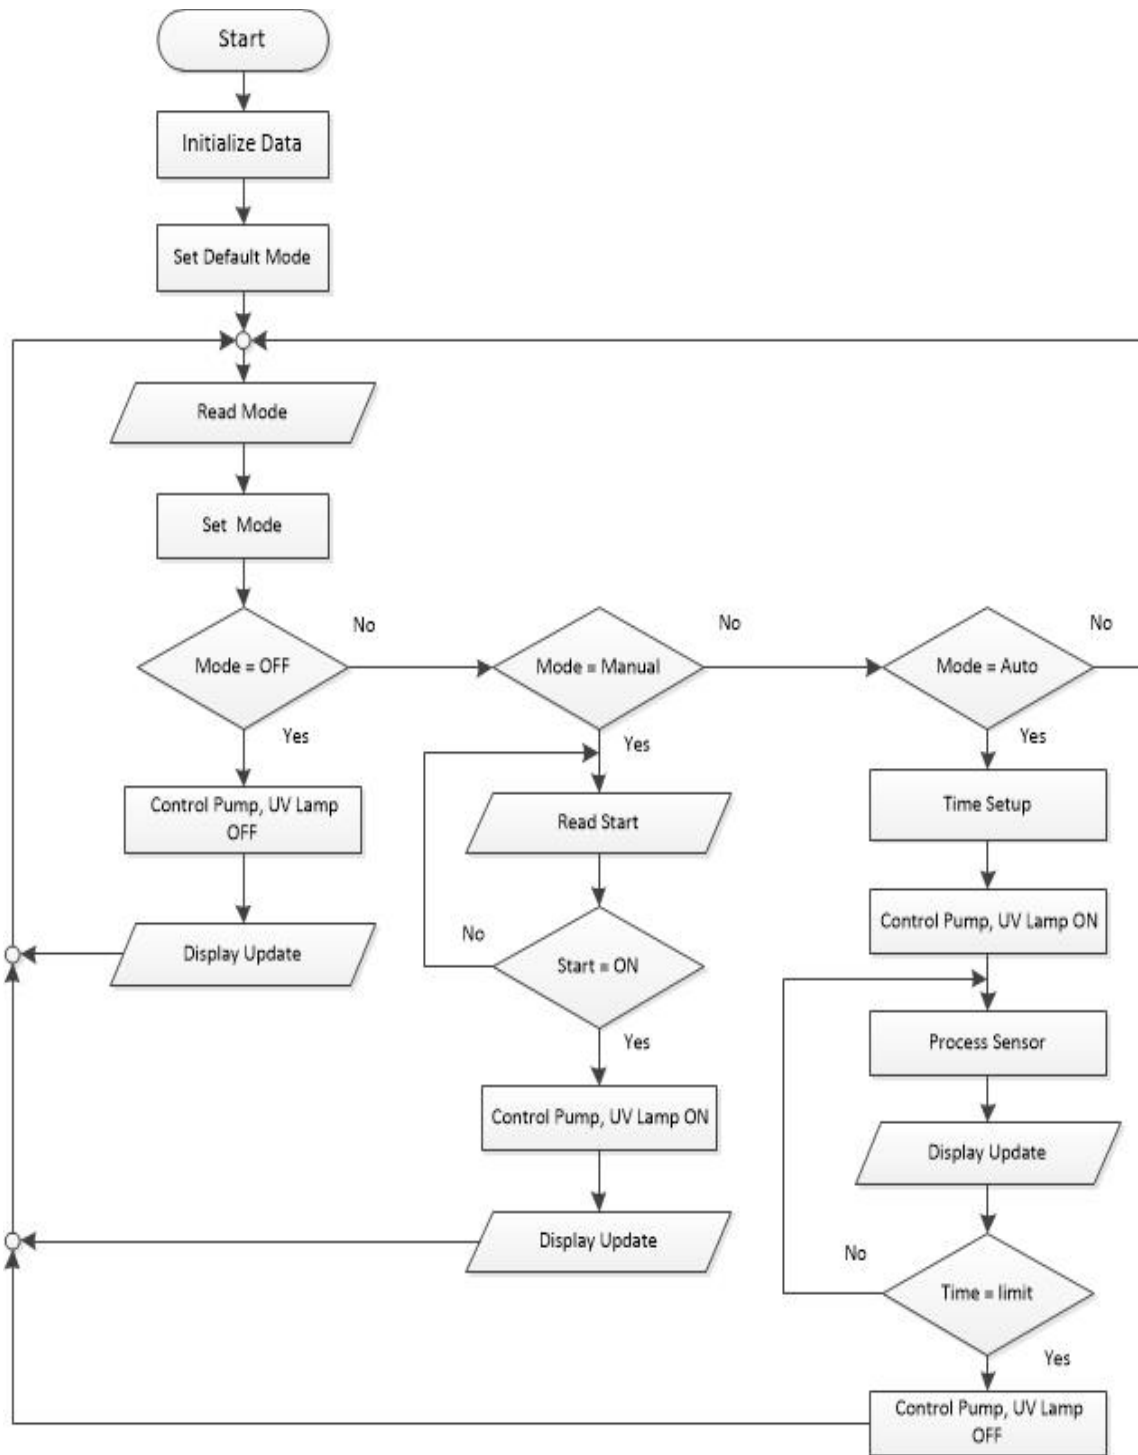 Start
Initialize Data
Set Default Mode
Read Mode
Set Mode
Mode = OFF
No
Yes
Control Pump, UV Lamp
OFF
Display Update
Mode = Manual
No
Yes
Read Start
Start = ON
No
Yes
Control Pump, UV Lamp ON
Display Update
Mode = Auto
No
Yes
Time Setup
Control Pump, UV Lamp ON
Process Sensor
Display Update
Time = limit
No
Yes
Control Pump, UV Lamp
OFF